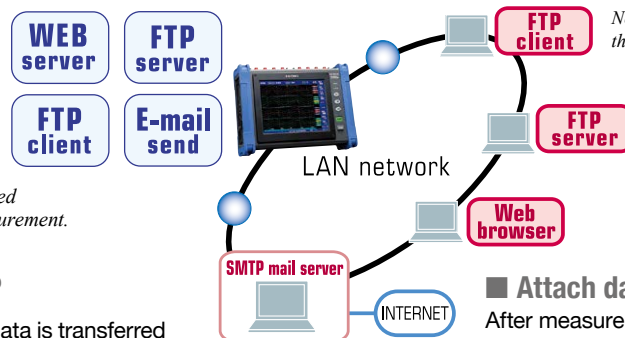 WEB
server
FTP
server
FTP
client
E-mail
send
FTP
client
FTP
server
LAN network
Web
browser
SMTP mail server
INTERNET
urement.
■ Attach da
ata is transferred
After measure